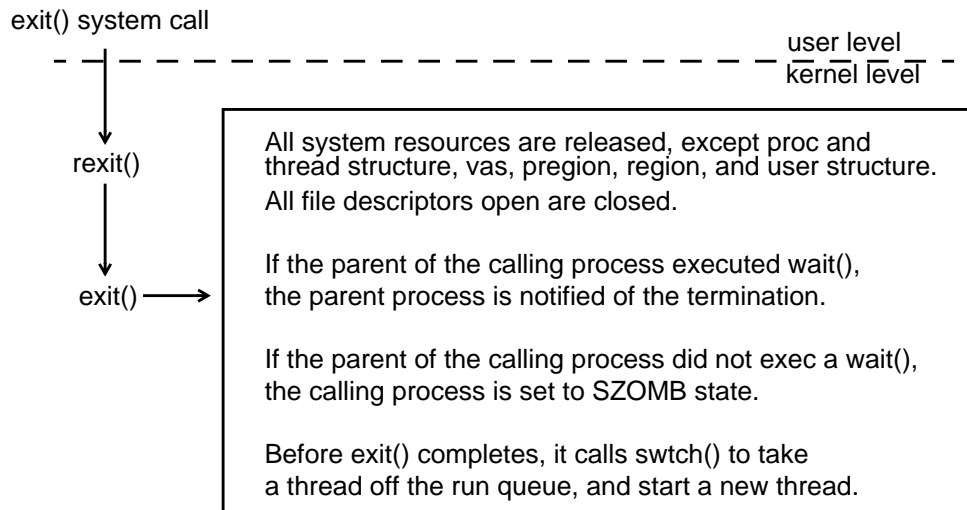 exit() system call
user level
kernel level
rexit()
exit()
All system resources are released, except proc and
thread structure, vas, pregion, region, and user structure.
All file descriptors open are closed.
If the parent of the calling process executed wait(),
the parent process is notified of the termination.
If the parent of the calling process did not exec a wait(),
the calling process is set to SZOMB state.
Before exit() completes, it calls swtch() to take
a thread off the run queue, and start a new thread.